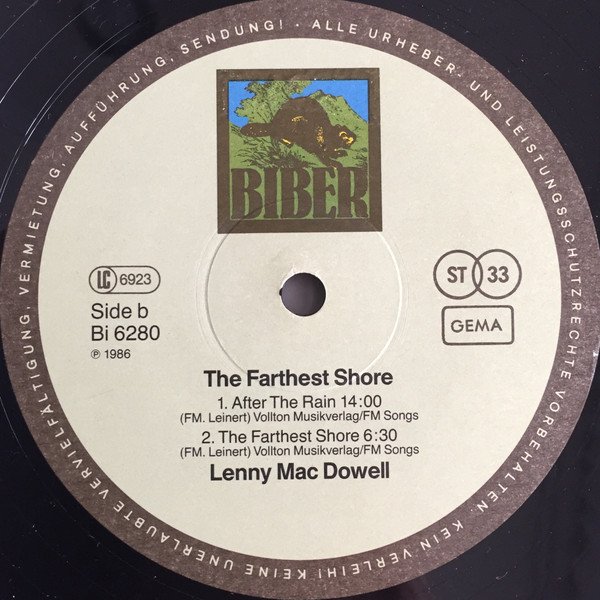 ALLE URHEBER- UND LEISTUNGSSCHUTZRECHTE VORBEHALTEN. KEIN VERLEIH! KEINE UNERLAUBTE VERVIELFÄLTIGUNG, VERMIETUNG, AUFFÜHRUNG, SENDUNG! ·
BIBER
LC 6923
ST 33
Side b
Bi 6280
GEMA
℗ 1986
The Farthest Shore
1. After The Rain 14:00
(FM. Leinert) Vollton Musikverlag/FM Songs
2. The Farthest Shore 6:30
(FM. Leinert) Vollton Musikverlag/FM Songs
Lenny Mac Dowell